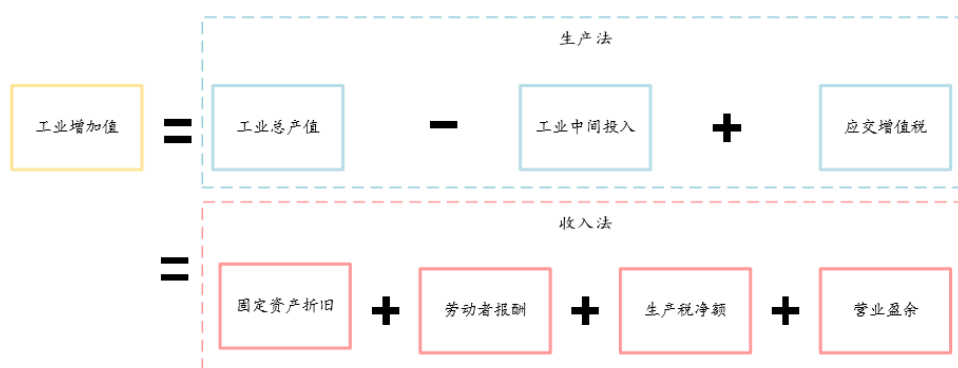 生产法
工业增加值 = 工业总产值 - 工业中间投入 + 应交增值税
收入法
= 固定资产折旧 + 劳动者报酬 + 生产税净额 + 营业盈余